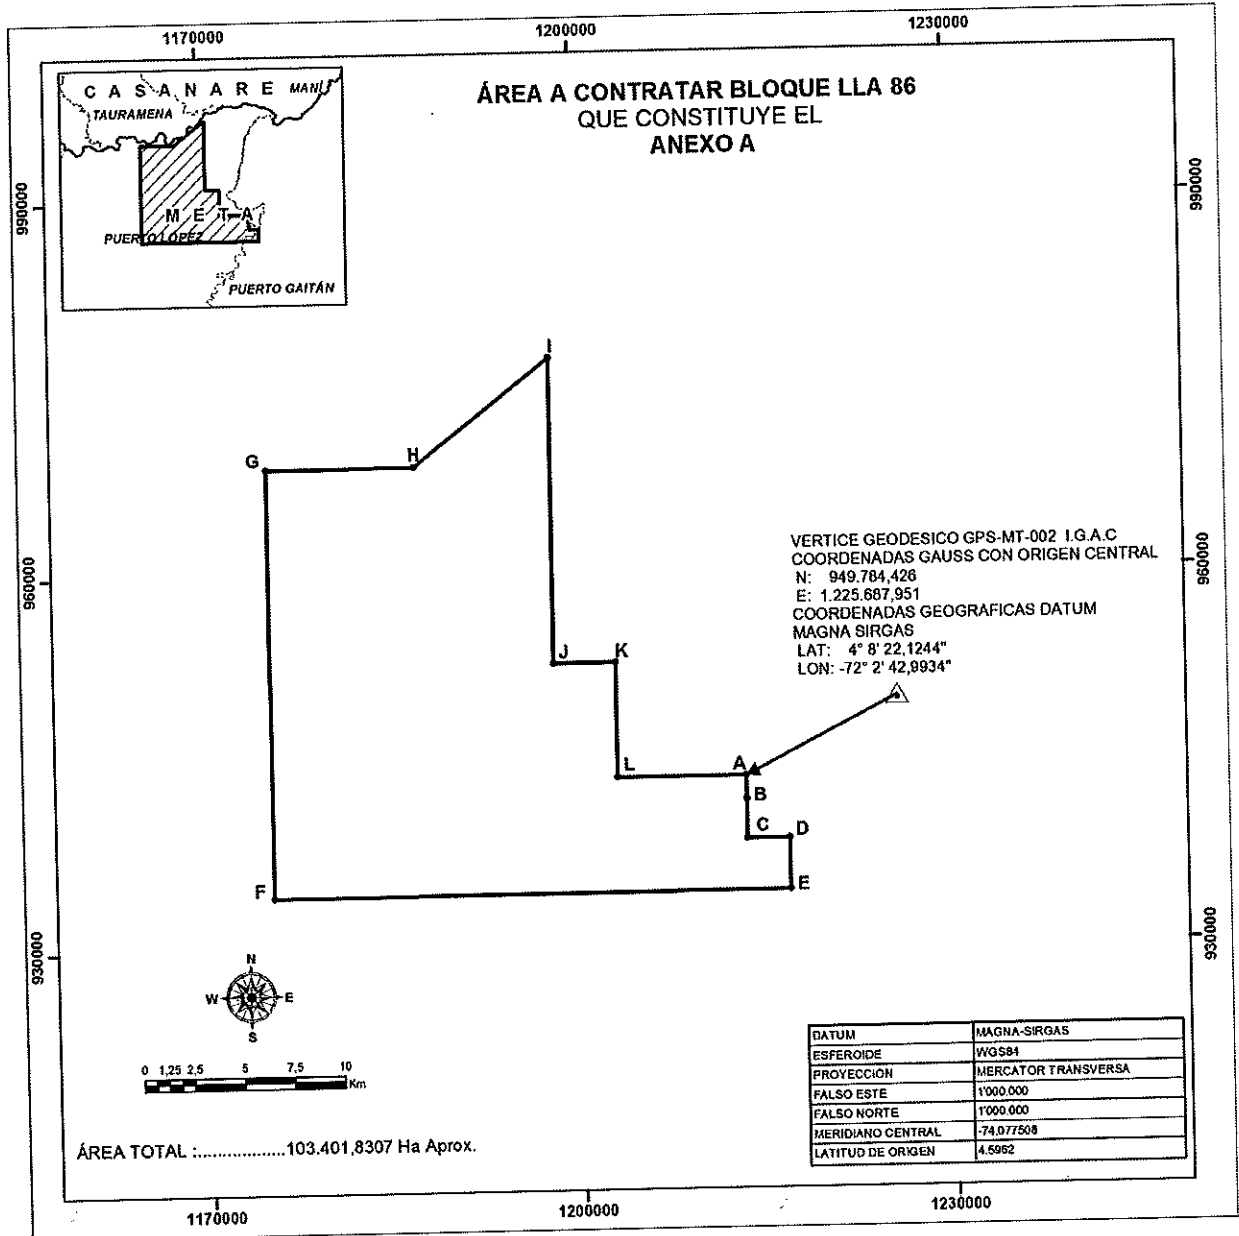 1170000
1200000
1230000
ÁREA A CONTRATAR BLOQUE LLA 86
QUE CONSTITUYE EL
ANEXO A
CASANARE
MANÍ
TAURAMENA
META
PUERTO LÓPEZ
PUERTO GAITÁN
990000
990000
I
G
H
VERTICE GEODESICO GPS-MT-002 I.G.A.C
COORDENADAS GAUSS CON ORIGEN CENTRAL
N: 949.784,426
E: 1.225.687,951
COORDENADAS GEOGRAFICAS DATUM
MAGNA SIRGAS
LAT: 4° 8' 22,1244"
LON: -72° 2' 42,9934"
960000
960000
J
K
L
A
B
C
D
E
F
930000
930000
N
W
E
S
0 1,25 2,5 5 7,5 10
Km
DATUM MAGNA-SIRGAS
ESFEROIDE WGS84
PROYECCION MERCATOR TRANSVERSA
FALSO ESTE 1'000.000
FALSO NORTE 1'000.000
MERIDIANO CENTRAL -74,077508
LATITUD DE ORIGEN 4.5962
ÁREA TOTAL :.................103.401,8307 Ha Aprox.
1170000
1200000
1230000